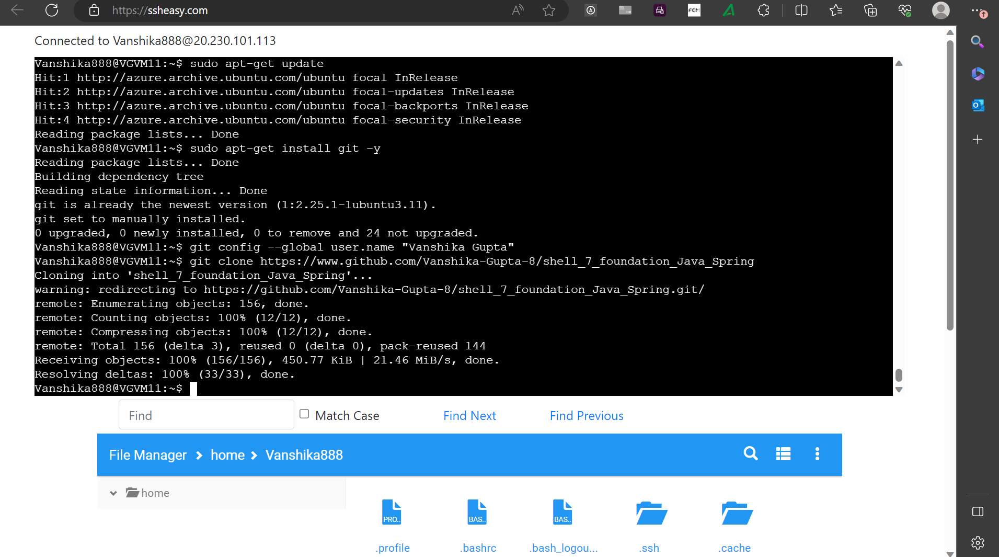 https://ssheasy.com
Connected to Vanshika888@20.230.101.113
Vanshika888@VGVM11:~$ sudo apt-get update
Hit:1 http://azure.archive.ubuntu.com/ubuntu focal InRelease
Hit:2 http://azure.archive.ubuntu.com/ubuntu focal-updates InRelease
Hit:3 http://azure.archive.ubuntu.com/ubuntu focal-backports InRelease
Hit:4 http://azure.archive.ubuntu.com/ubuntu focal-security InRelease
Reading package lists... Done
Vanshika888@VGVM11:~$ sudo apt-get install git -y
Reading package lists... Done
Building dependency tree
Reading state information... Done
git is already the newest version (1:2.25.1-1ubuntu3.11).
git set to manually installed.
0 upgraded, 0 newly installed, 0 to remove and 24 not upgraded.
Vanshika888@VGVM11:~$ git config --global user.name "Vanshika Gupta"
Vanshika888@VGVM11:~$ git clone https://www.github.com/Vanshika-Gupta-8/shell_7_foundation_Java_Spring
Cloning into 'shell_7_foundation_Java_Spring'...
warning: redirecting to https://github.com/Vanshika-Gupta-8/shell_7_foundation_Java_Spring.git/
remote: Enumerating objects: 156, done.
remote: Counting objects: 100% (12/12), done.
remote: Compressing objects: 100% (12/12), done.
remote: Total 156 (delta 3), reused 0 (delta 0), pack-reused 144
Receiving objects: 100% (156/156), 450.77 KiB | 21.46 MiB/s, done.
Resolving deltas: 100% (33/33), done.
Vanshika888@VGVM11:~$
Find Match Case Find Next Find Previous
File Manager > home > Vanshika888
home
PRO.. BAS.. BAS..
.profile .bashrc .bash_logou... .ssh .cache